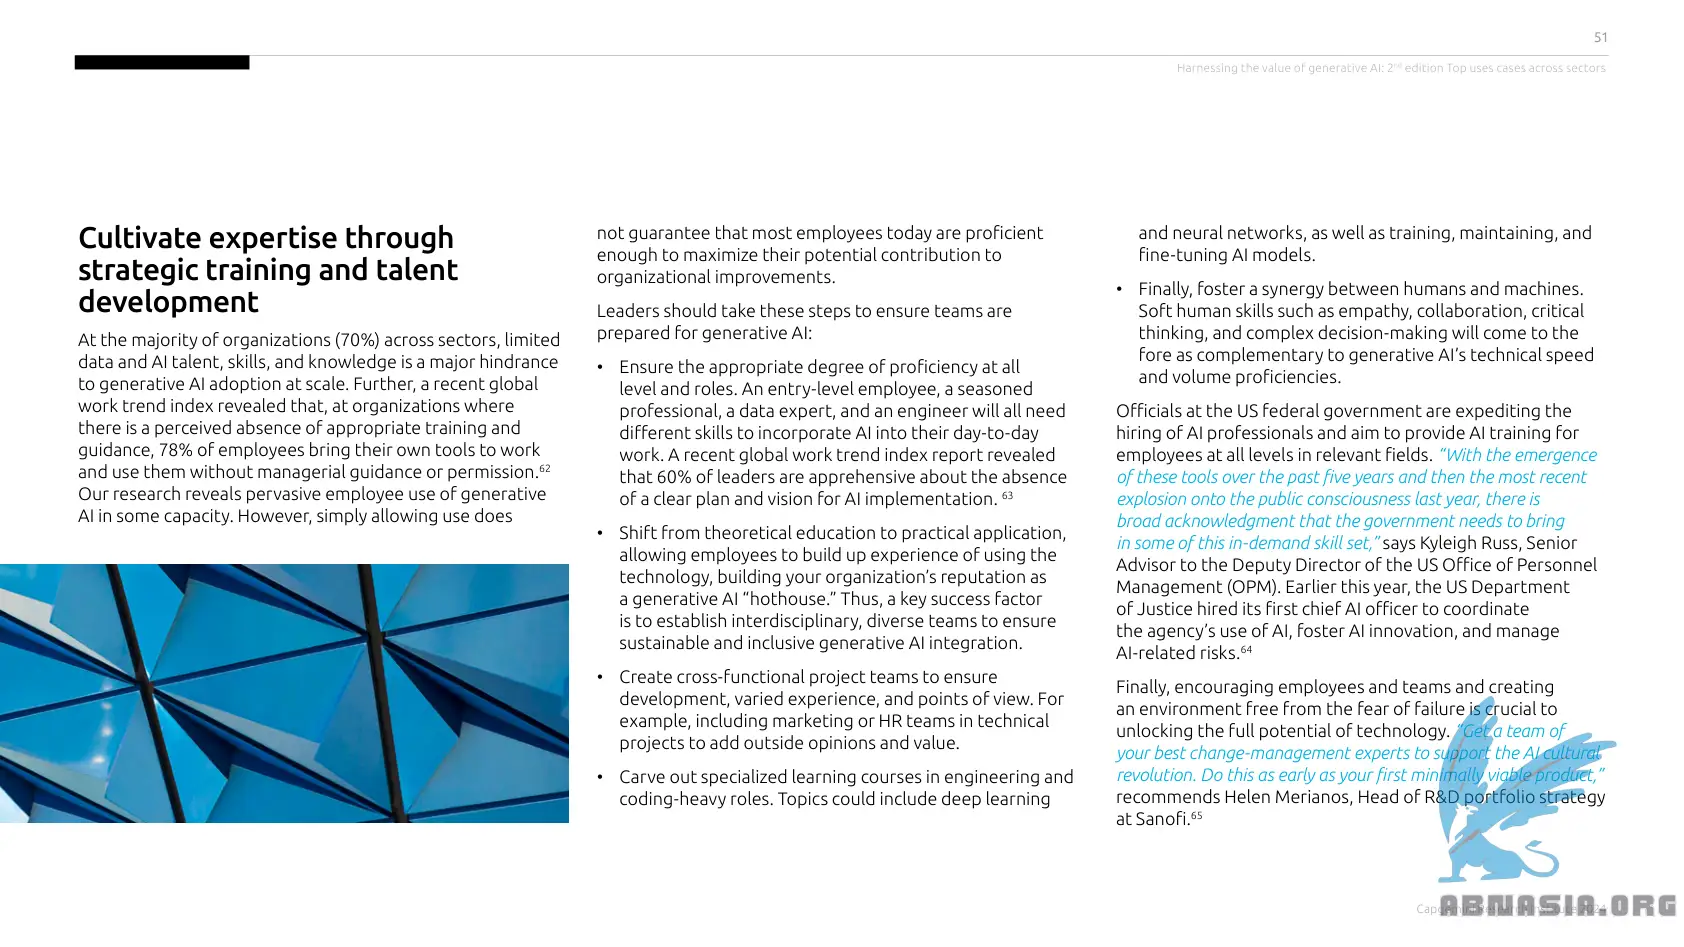 51
Harnessing the value of generative AI: 2nd edition Top uses cases across sectors
Cultivate expertise through
strategic training and talent
development
At the majority of organizations (70%) across sectors, limited
data and AI talent, skills, and knowledge is a major hindrance
to generative AI adoption at scale. Further, a recent global
work trend index revealed that, at organizations where
there is a perceived absence of appropriate training and
guidance, 78% of employees bring their own tools to work
and use them without managerial guidance or permission.62
Our research reveals pervasive employee use of generative
AI in some capacity. However, simply allowing use does
not guarantee that most employees today are proficient
enough to maximize their potential contribution to
organizational improvements.
Leaders should take these steps to ensure teams are
prepared for generative AI:
• Ensure the appropriate degree of proficiency at all
level and roles. An entry-level employee, a seasoned
professional, a data expert, and an engineer will all need
different skills to incorporate AI into their day-to-day
work. A recent global work trend index report revealed
that 60% of leaders are apprehensive about the absence
of a clear plan and vision for AI implementation. 63
• Shift from theoretical education to practical application,
allowing employees to build up experience of using the
technology, building your organization's reputation as
a generative AI “hothouse.” Thus, a key success factor
is to establish interdisciplinary, diverse teams to ensure
sustainable and inclusive generative AI integration.
• Create cross-functional project teams to ensure
development, varied experience, and points of view. For
example, including marketing or HR teams in technical
projects to add outside opinions and value.
• Carve out specialized learning courses in engineering and
coding-heavy roles. Topics could include deep learning
and neural networks, as well as training, maintaining, and
fine-tuning AI models.
• Finally, foster a synergy between humans and machines.
Soft human skills such as empathy, collaboration, critical
thinking, and complex decision-making will come to the
fore as complementary to generative AI's technical speed
and volume proficiencies.
Officials at the US federal government are expediting the
hiring of AI professionals and aim to provide AI training for
employees at all levels in relevant fields. “With the emergence
of these tools over the past five years and then the most recent
explosion onto the public consciousness last year, there is
broad acknowledgment that the government needs to bring
in some of this in-demand skill set,” says Kyleigh Russ, Senior
Advisor to the Deputy Director of the US Office of Personnel
Management (OPM). Earlier this year, the US Department
of Justice hired its first chief AI officer to coordinate
the agency's use of AI, foster AI innovation, and manage
AI-related risks.64
Finally, encouraging employees and teams and creating
an environment free from the fear of failure is crucial to
unlocking the full potential of technology. “Get a team of
your best change-management experts to support the AI cultural
revolution. Do this as early as your first minimally viable product,”
recommends Helen Merianos, Head of R&D portfolio strategy
at Sanofi.65
Capgemini Research Institute 2024
ABNASIA.ORG